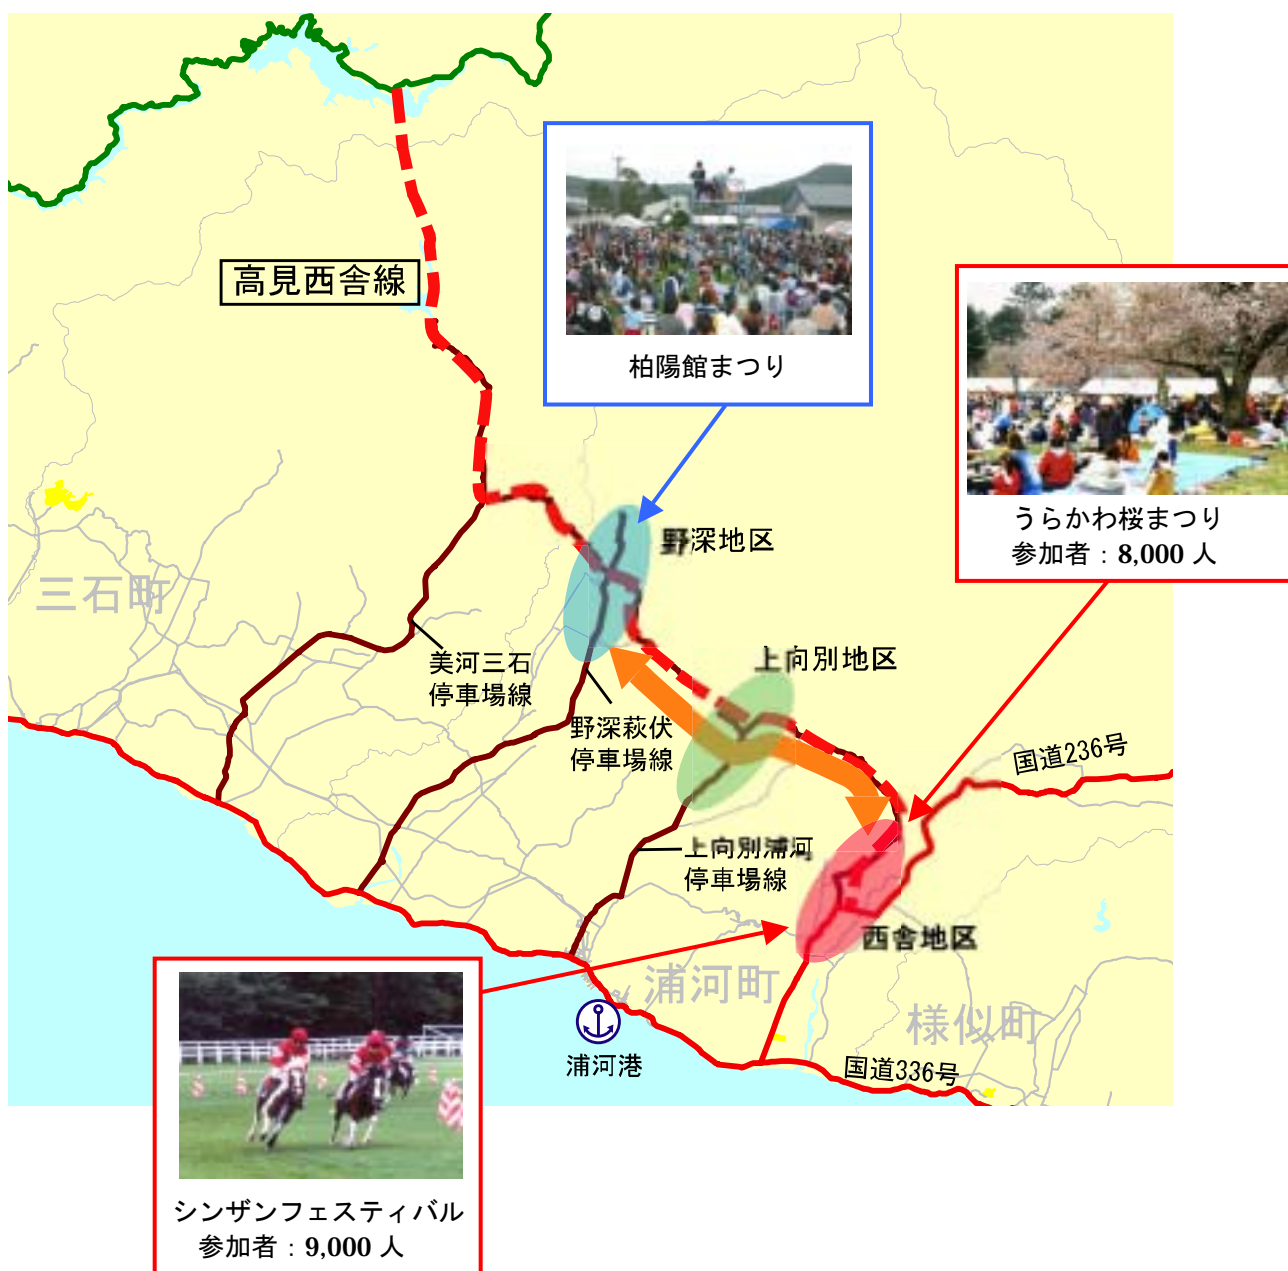 高見西舎線
柏陽館まつり
うらかわ桜まつり
参加者：8,000 人
野深地区
三石町
上向別地区
美河三石
停車場線
野深萩伏
停車場線
国道236号
上向別浦河
停車場線
西舎地区
浦河町
様似町
浦河港
国道336号
シンザンフェスティバル
参加者：9,000 人